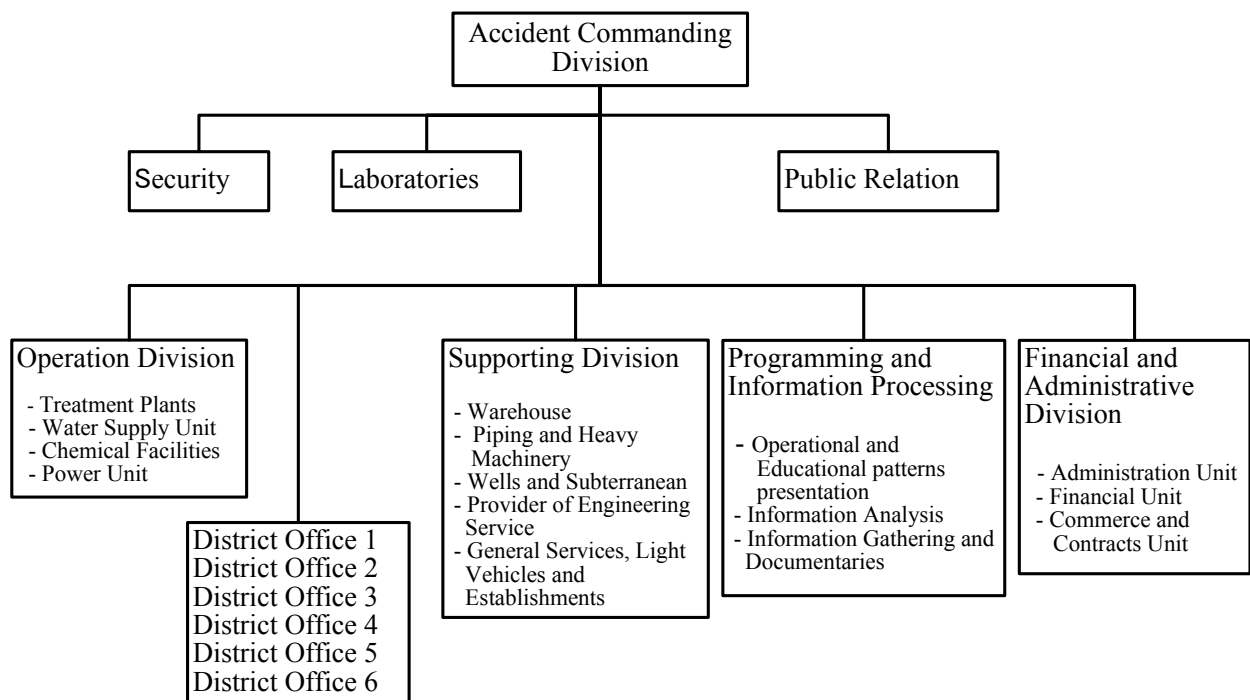 Accident Commanding
Division
Security
Laboratories
Public Relation
Operation Division
- Treatment Plants
- Water Supply Unit
- Chemical Facilities
- Power Unit
District Office 1
District Office 2
District Office 3
District Office 4
District Office 5
District Office 6
Supporting Division
- Warehouse
- Piping and Heavy
Machinery
- Wells and Subterranean
- Provider of Engineering
Service
- General Services, Light
Vehicles and
Establishments
Programming and
Information Processing
- Operational and
Educational patterns
presentation
- Information Analysis
- Information Gathering and
Documentaries
Financial and
Administrative
Division
- Administration Unit
- Financial Unit
- Commerce and
Contracts Unit